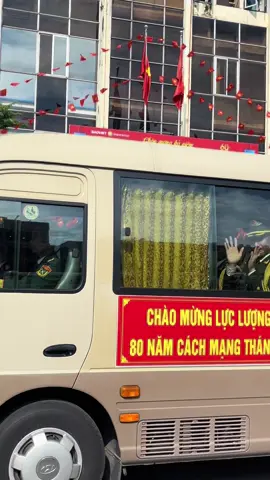 CHÀO MỪNG LỰC LƯỢNG
80 NĂM CÁCH MẠNG THÁN